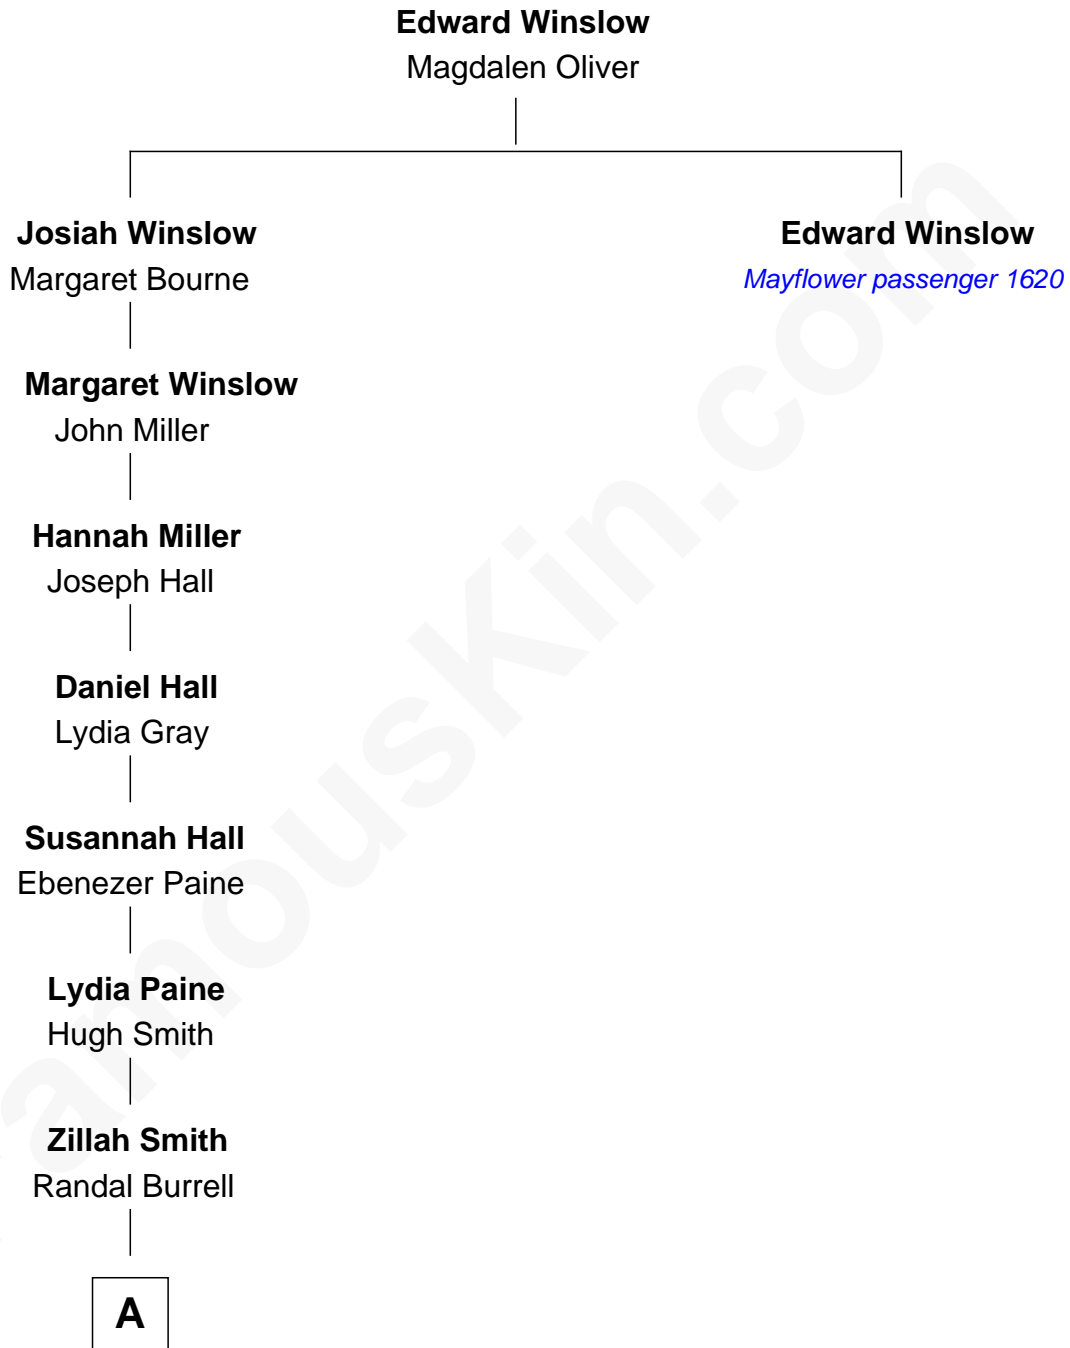 Edward Winslow
Magdalen Oliver
Josiah Winslow
Margaret Bourne
Edward Winslow
Mayflower passenger 1620
Margaret Winslow
John Miller
Hannah Miller
Joseph Hall
Daniel Hall
Lydia Gray
Susannah Hall
Ebenezer Paine
Lydia Paine
Hugh Smith
Zillah Smith
Randal Burrell
A
famouskin.com